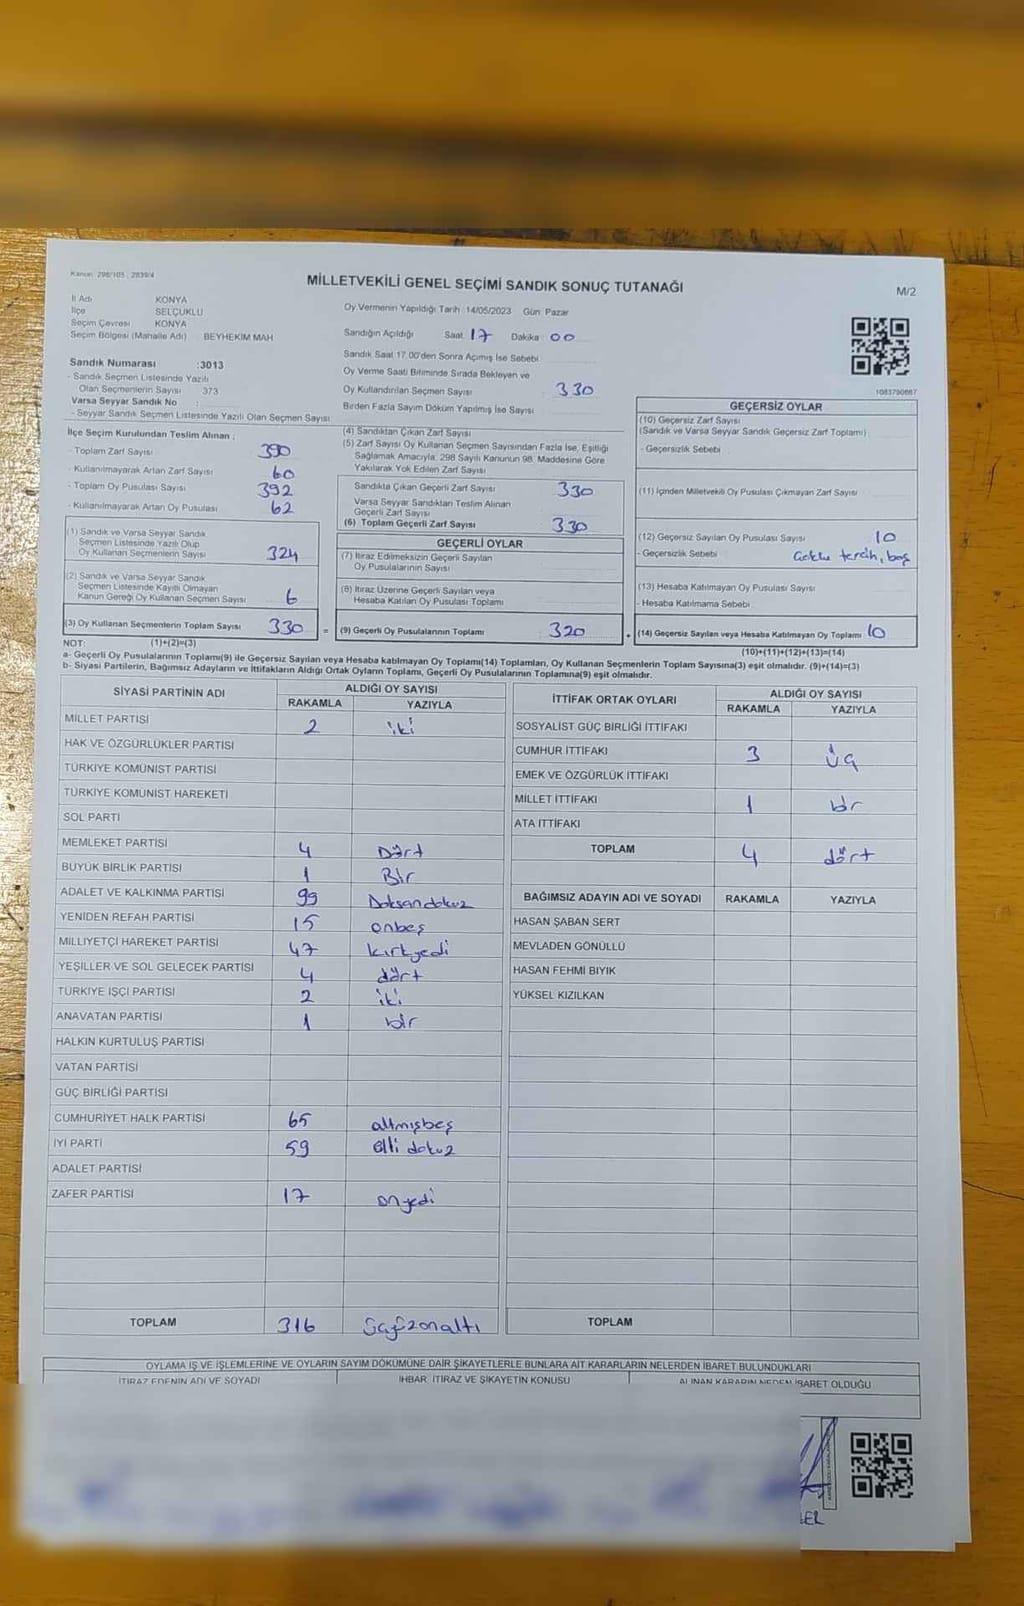 Kanun: 298/105 ; 2839/4
MİLLETVEKİLİ GENEL SEÇİMİ SANDIK SONUÇ TUTANAĞI
M/2
İl Adı KONYA
İlçe SELÇUKLU
Seçim Çevresi KONYA
Seçim Bölgesi (Mahalle Adı) BEYHEKİM MAH
Sandık Numarası :3013
- Sandık Seçmen Listesinde Yazılı
Olan Seçmenlerin Sayısı 373
Varsa Seyyar Sandık No :
- Seyyar Sandık Seçmen Listesinde Yazılı Olan Seçmen Sayısı
Oy Vermenin Yapıldığı Tarih :14/05/2023 Gün: Pazar
Sandığın Açıldığı Saat: 17 Dakika: 00
Sandık Saat 17.00'den Sonra Açımış İse Sebebi
Oy Verme Saati Bitiminde Sırada Bekleyen ve
Oy Kullandırılan Seçmen Sayısı 330
Birden Fazla Sayım Döküm Yapılmış İse Sayısı
1083790667
İlçe Seçim Kurulundan Teslim Alınan ;
- Toplam Zarf Sayısı 390
- Kullanılmayarak Artan Zarf Sayısı 60
- Toplam Oy Pusulası Sayısı 392
- Kullanılmayarak Artan Oy Pusulası 62
(1) Sandık ve Varsa Seyyar Sandık
Seçmen Listesinde Yazılı Olup
Oy Kullanan Seçmenlerin Sayısı 324
(2) Sandık ve Varsa Seyyar Sandık
Seçmen Listesinde Kayıtlı Olmayan
Kanun Gereği Oy Kullanan Seçmen Sayısı 6
(3) Oy Kullanan Seçmenlerin Toplam Sayısı 330 =
(4) Sandıktan Çıkan Zarf Sayısı
(5) Zarf Sayısı Oy Kullanan Seçmen Sayısından Fazla İse, Eşitliği
Sağlamak Amacıyla; 298 Sayılı Kanunun 98. Maddesine Göre
Yakılarak Yok Edilen Zarf Sayısı
Sandıkta Çıkan Geçerli Zarf Sayısı 330
Varsa Seyyar Sandıktan Teslim Alınan
Geçerli Zarf Sayısı
(6) Toplam Geçerli Zarf Sayısı 330
GEÇERLİ OYLAR
(7) İtiraz Edilmeksizin Geçerli Sayılan
Oy Pusulalarının Sayısı
(8) İtiraz Üzerine Geçerli Sayılan veya
Hesaba Katılan Oy Pusulası Toplamı
(9) Geçerli Oy Pusulalarının Toplamı 320 +
GEÇERSİZ OYLAR
(10) Geçersiz Zarf Sayısı
(Sandık ve Varsa Seyyar Sandık Geçersiz Zarf Toplamı)
- Geçersizlik Sebebi
(11) İçinden Milletvekili Oy Pusulası Çıkmayan Zarf Sayısı
(12) Geçersiz Sayılan Oy Pusulası Sayısı 10
- Geçersizlik Sebebi tercih, boş
(13) Hesaba Katılmayan Oy Pusulası Sayısı
- Hesaba Katılmama Sebebi
(14) Geçersiz Sayılan veya Hesaba Katılmayan Oy Toplamı 10
NOT: (1)+(2)=(3)
(10)+(11)+(12)+(13)=(14)
a- Geçerli Oy Pusulalarının Toplamı(9) ile Geçersiz Sayılan veya Hesaba katılmayan Oy Toplamı(14) Toplamları, Oy Kullanan Seçmenlerin Toplam Sayısına(3) eşit olmalıdır. (9)+(14)=(3)
b- Siyasi Partilerin, Bağımsız Adayların ve İttifakların Aldığı Ortak Oyların Toplamı, Geçerli Oy Pusulalarının Toplamına(9) eşit olmalıdır.
SİYASİ PARTİNİN ADI ALDIĞI OY SAYISI
RAKAMLA YAZIYLA
MİLLET PARTİSİ 2 iki
HAK VE ÖZGÜRLÜKLER PARTİSİ
TÜRKİYE KOMÜNİST PARTİSİ
TÜRKİYE KOMÜNİST HAREKETİ
SOL PARTİ
MEMLEKET PARTİSİ 4 Dört
BÜYÜK BİRLİK PARTİSİ 1 Bir
ADALET VE KALKINMA PARTİSİ 99 Doksandokuz
YENİDEN REFAH PARTİSİ 15 onbeş
MİLLİYETÇİ HAREKET PARTİSİ 47 kırkyedi
YEŞİLLER VE SOL GELECEK PARTİSİ 4 dört
TÜRKİYE İŞÇİ PARTİSİ 2 iki
ANAVATAN PARTİSİ 1 bir
HALKIN KURTULUŞ PARTİSİ
VATAN PARTİSİ
GÜÇ BİRLİĞİ PARTİSİ
CUMHURİYET HALK PARTİSİ 65 altmışbeş
İYİ PARTİ 59 elli dokuz
ADALET PARTİSİ
ZAFER PARTİSİ 17 onyedi
TOPLAM 316 üçyüzonaltı
İTTİFAK ORTAK OYLARI ALDIĞI OY SAYISI
RAKAMLA YAZIYLA
SOSYALİST GÜÇ BİRLİĞİ İTTİFAKI
CUMHUR İTTİFAKI 3 üç
EMEK VE ÖZGÜRLÜK İTTİFAKI
MİLLET İTTİFAKI 1 bir
ATA İTTİFAKI
TOPLAM 4 dört
BAĞIMSIZ ADAYIN ADI VE SOYADI RAKAMLA YAZIYLA
HASAN ŞABAN SERT
MEVLADEN GÖNÜLLÜ
HASAN FEHMİ BIYIK
YÜKSEL KIZILKAN
TOPLAM
OYLAMA İŞ VE İŞLEMLERİNE VE OYLARIN SAYIM DÖKÜMÜNE DAİR ŞİKAYETLERLE BUNLARA AİT KARARLARIN NELERDEN İBARET BULUNDUKLARI
İTİRAZ EDENİN ADI VE SOYADI İHBAR, İTİRAZ VE ŞİKAYETİN KONUSU ALINAN KARARIN NEDEN İBARET OLDUĞU